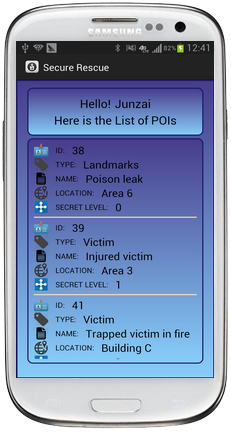 SAMSUNG
82% 12:41
Secure Rescue
Hello! Junzai
Here is the List of POIs
ID: 38
TYPE: Landmarks
NAME: Poison leak
LOCATION: Area 6
SECRET LEVEL: 0
ID: 39
TYPE: Victim
NAME: Injured victim
LOCATION: Area 3
SECRET LEVEL: 1
ID: 41
TYPE: Victim
NAME: Trapped victim in fire
LOCATION: Building C